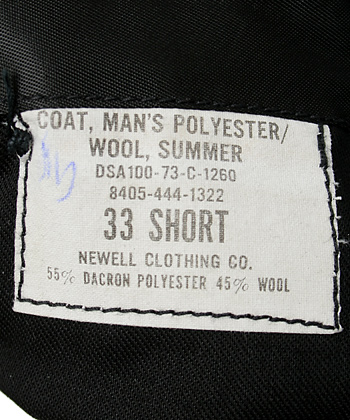 COAT, MAN'S POLYESTER/
WOOL, SUMMER
DSA100-73-C-1260
8405-444-1322
33 SHORT
NEWELL CLOTHING CO.
55% DACRON POLYESTER 45% WOOL